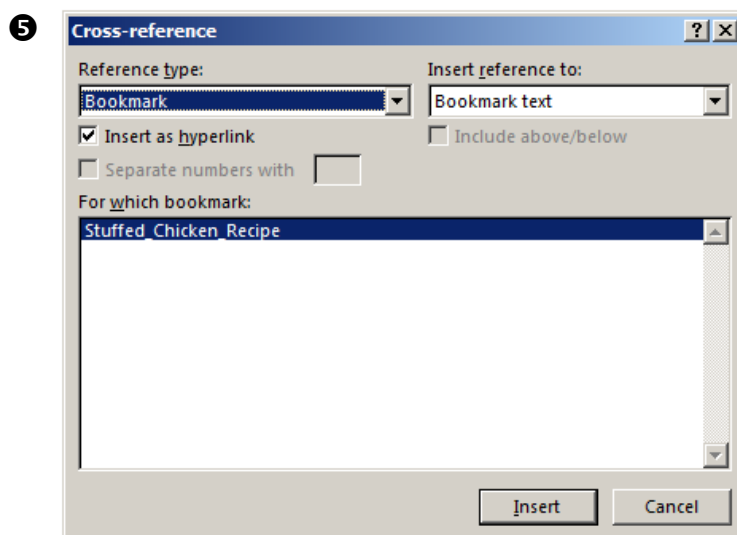 ❺
Cross-reference
Reference type:
Insert reference to:
Bookmark
Bookmark text
Insert as hyperlink
Include above/below
Separate numbers with
For which bookmark:
Stuffed_Chicken_Recipe
Insert
Cancel